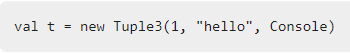 val t = new Tuple3(1, "hello", Console)